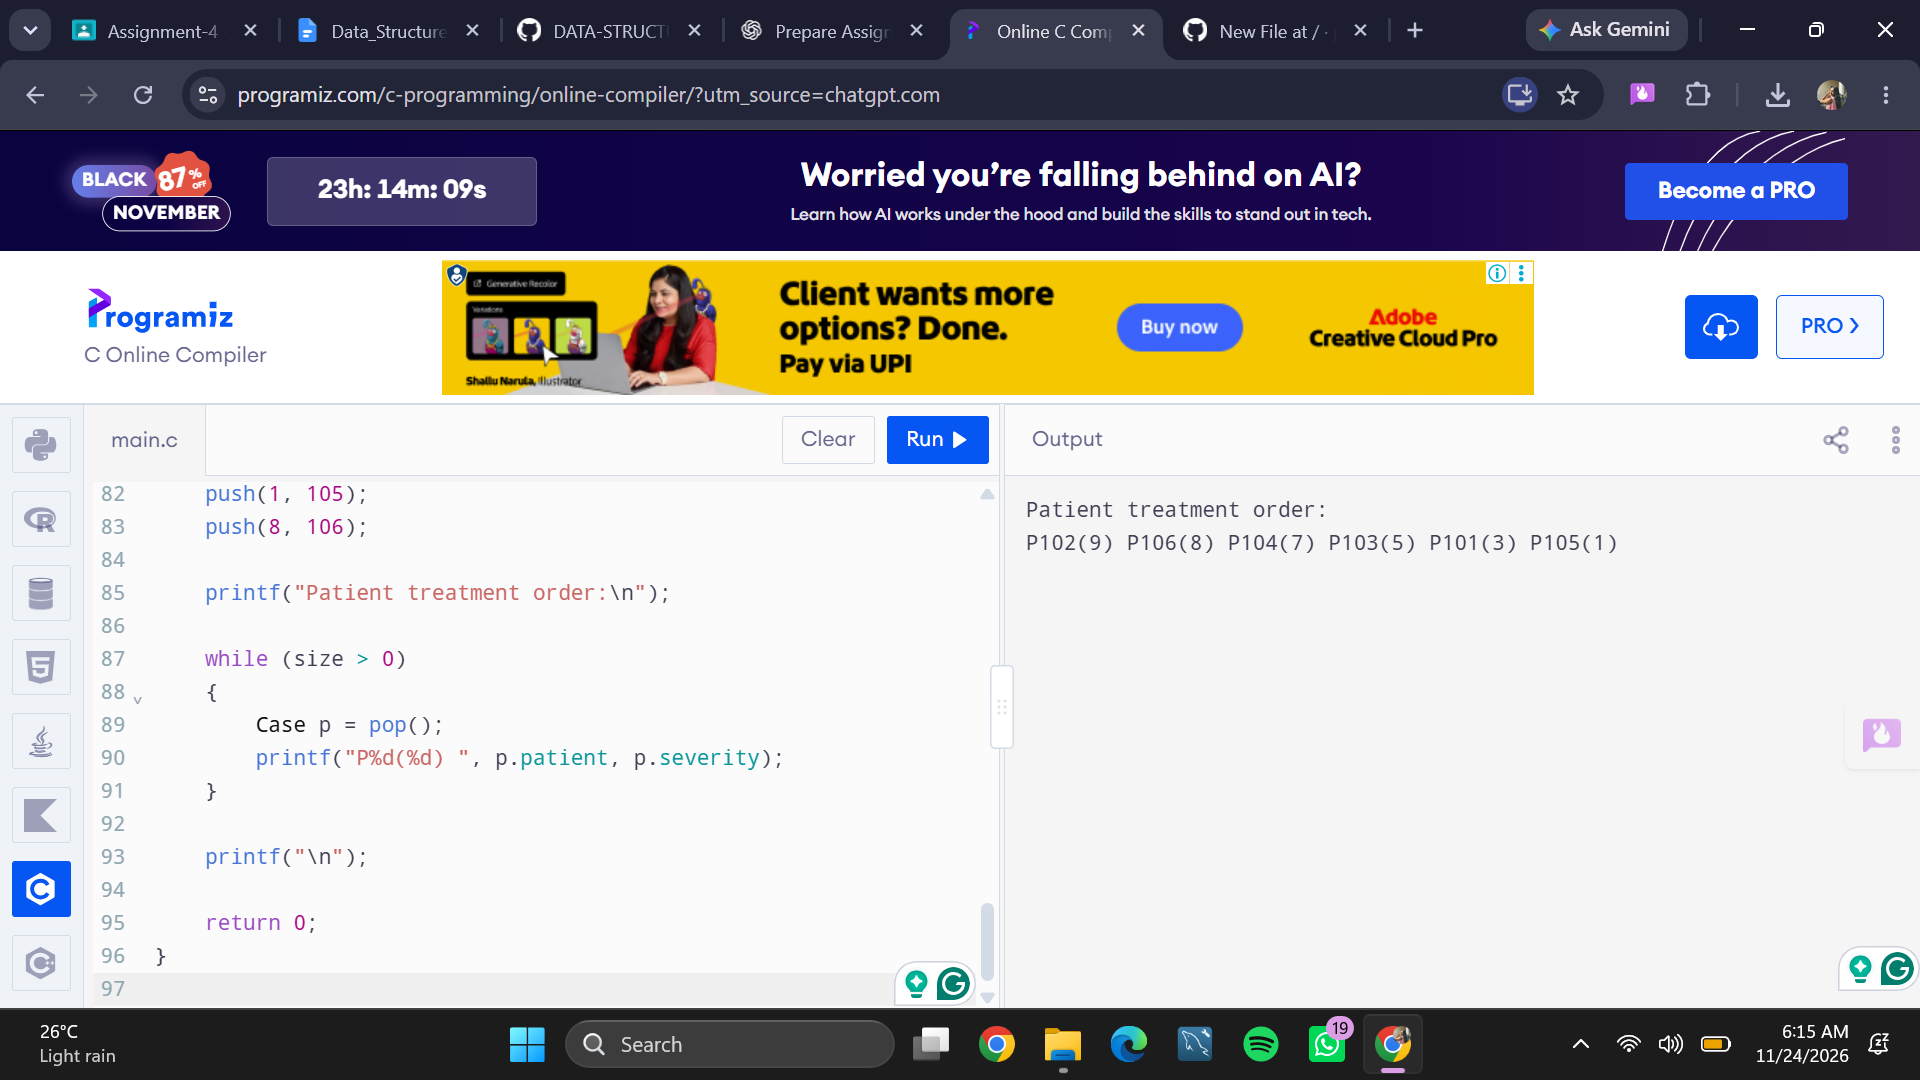 Assignment-4
Data_Structure
DATA-STRUCT
Prepare Assign
Online C Comp
New File at / ·
Ask Gemini
programiz.com/c-programming/online-compiler/?utm_source=chatgpt.com
BLACK 87% OFF
NOVEMBER
23h: 14m: 09s
Worried you're falling behind on AI?
Learn how AI works under the hood and build the skills to stand out in tech.
Become a PRO
Programiz
C Online Compiler
Generative Recolor
Variations
Shallu Narula, Illustrator
Client wants more
options? Done.
Pay via UPI
Buy now
Adobe
Creative Cloud Pro
PRO
main.c
Clear
Run
Output
82 push(1, 105);
83 push(8, 106);
84
85 printf("Patient treatment order:\n");
86
87 while (size > 0)
88 {
89 Case p = pop();
90 printf("P%d(%d) ", p.patient, p.severity);
91 }
92
93 printf("\n");
94
95 return 0;
96 }
97
Patient treatment order:
P102(9) P106(8) P104(7) P103(5) P101(3) P105(1)
26°C
Light rain
Search
19
6:15 AM
11/24/2026